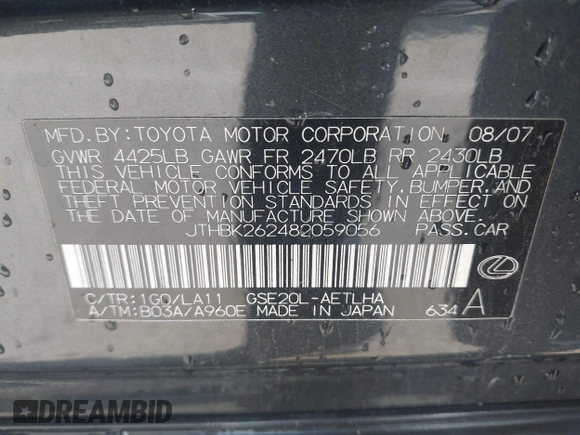 MFD.BY:TOYOTA MOTOR CORPORATION 08/07
GVWR 4425LB GAWR FR 2470LB RR 2430LB
THIS VEHICLE CONFORMS TO ALL APPLICABLE
FEDERAL MOTOR VEHICLE SAFETY,BUMPER,AND
THEFT PREVENTION STANDARDS IN EFFECT ON
THE DATE OF MANUFACTURE SHOWN ABOVE.
JTHBK262482059056 PASS.CAR
C/TR:1G0/LA11 GSE20L-AETLHA
A/TM:B03A/A960E MADE IN JAPAN 634 A
DREAMBID